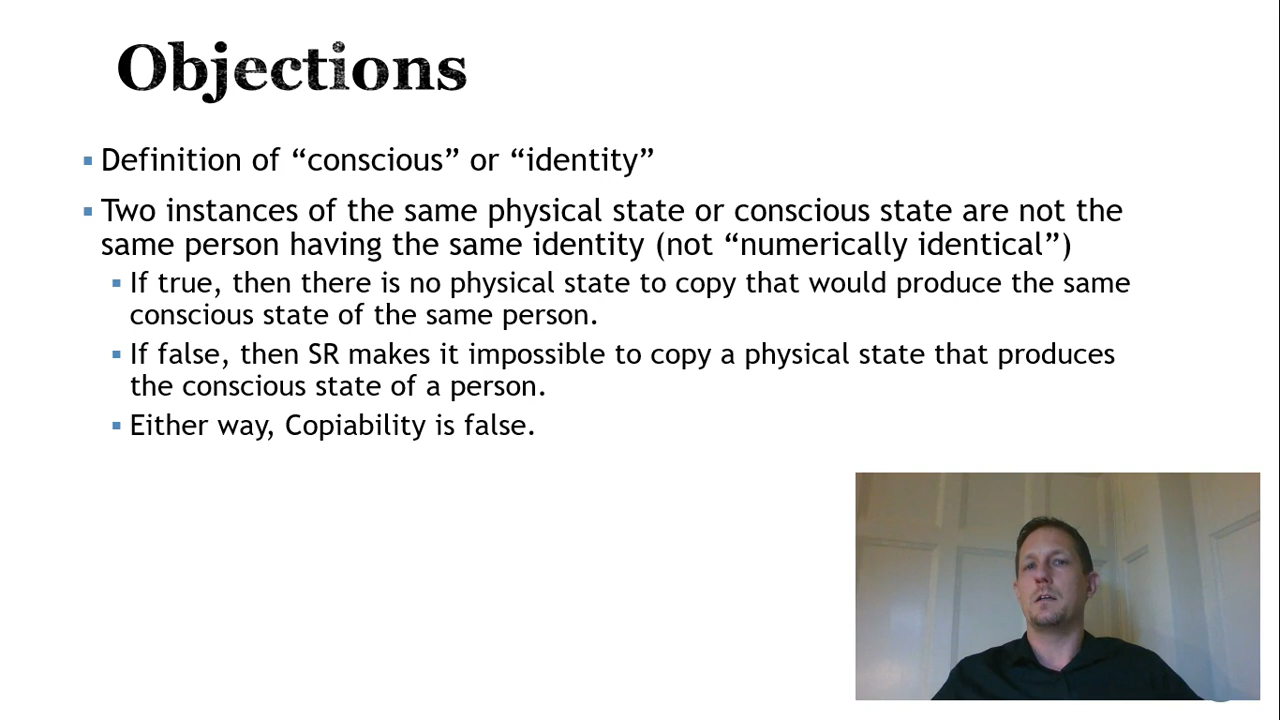 Objections
▪ Definition of “conscious” or “identity”
▪ Two instances of the same physical state or conscious state are not the
same person having the same identity (not “numerically identical”)
▪ If true, then there is no physical state to copy that would produce the same
conscious state of the same person.
▪ If false, then SR makes it impossible to copy a physical state that produces
the conscious state of a person.
▪ Either way, Copiability is false.